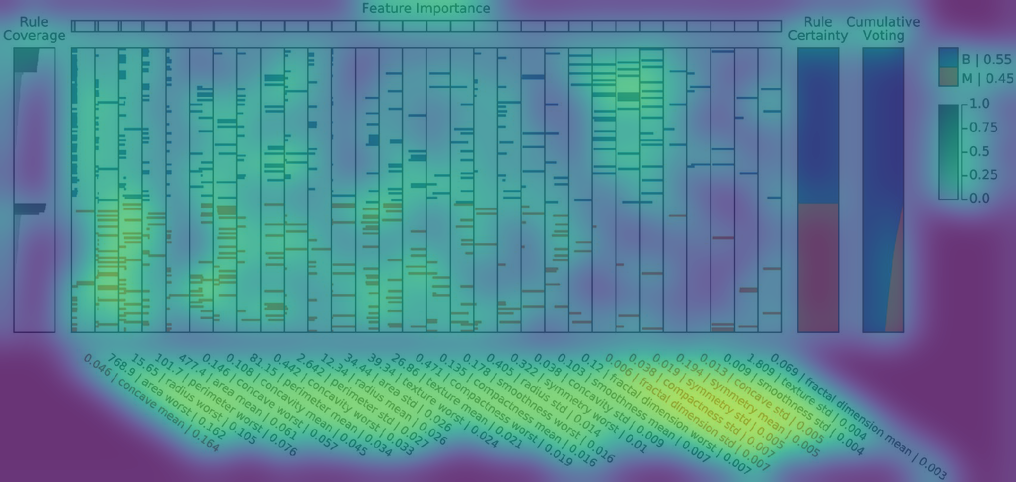 Feature Importance
Rule
Coverage
Rule
Certainty
Cumulative
Voting
B | 0.55
M | 0.45
1.0
0.75
0.5
0.25
0.0
0.046 | concave mean | 0.164
768.9 | area worst | 0.162
15.65 | radius worst | 0.105
101.7 | perimeter worst | 0.076
477.4 | area mean | 0.061
0.146 | concave worst | 0.057
0.108 | concavity mean | 0.045
81 | perimeter mean | 0.034
0.442 | concavity worst | 0.033
2.642 | perimeter std | 0.027
12.34 | radius mean | 0.026
34.44 | area std | 0.026
39.34 | texture worst | 0.024
26.86 | texture mean | 0.021
0.471 | compactness worst | 0.019
0.135 | compactness mean | 0.016
0.178 | smoothness worst | 0.016
0.405 | radius std | 0.014
0.322 | symmetry worst | 0.01
0.038 | concavity std | 0.009
0.103 | smoothness mean | 0.007
0.112 | fractal dimension worst | 0.007
fractal dimension std | 0.007
0.038 | compactness std | 0.007
0.019 | symmetry std | 0.005
0.194 | symmetry mean | 0.005
0.013 | concave std | 0.005
0.009 | smoothness std | 0.004
1.809 | texture std | 0.004
0.069 | fractal dimension mean | 0.003